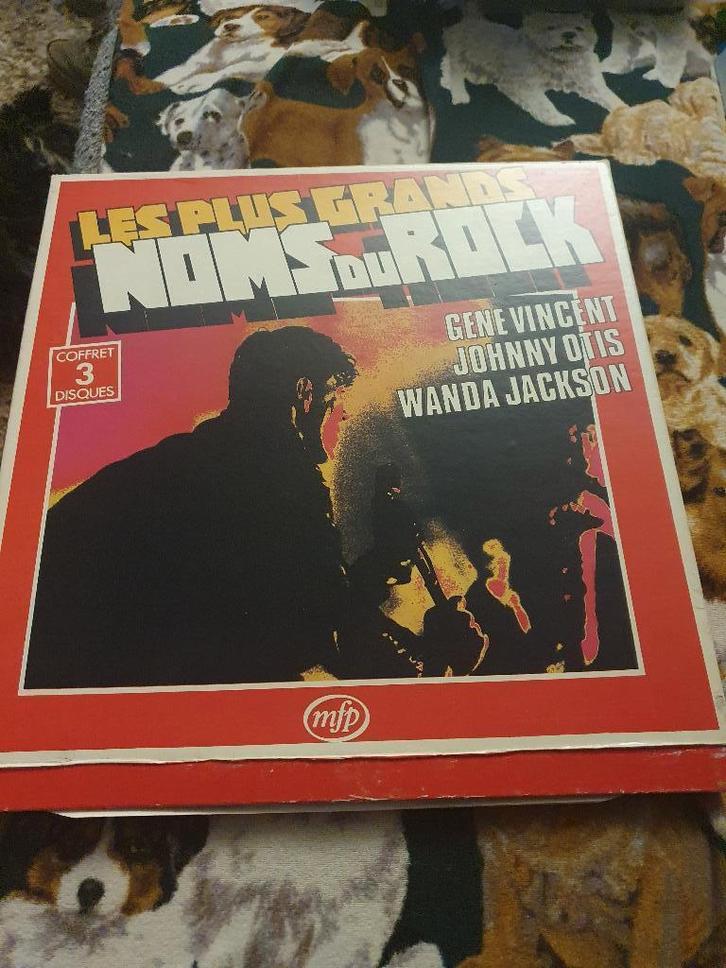 LES PLUS GRANDS
NOMS DU ROCK
GENE VINCENT
JOHNNY OTIS
WANDA JACKSON
COFFRET
3
DISQUES
mfp